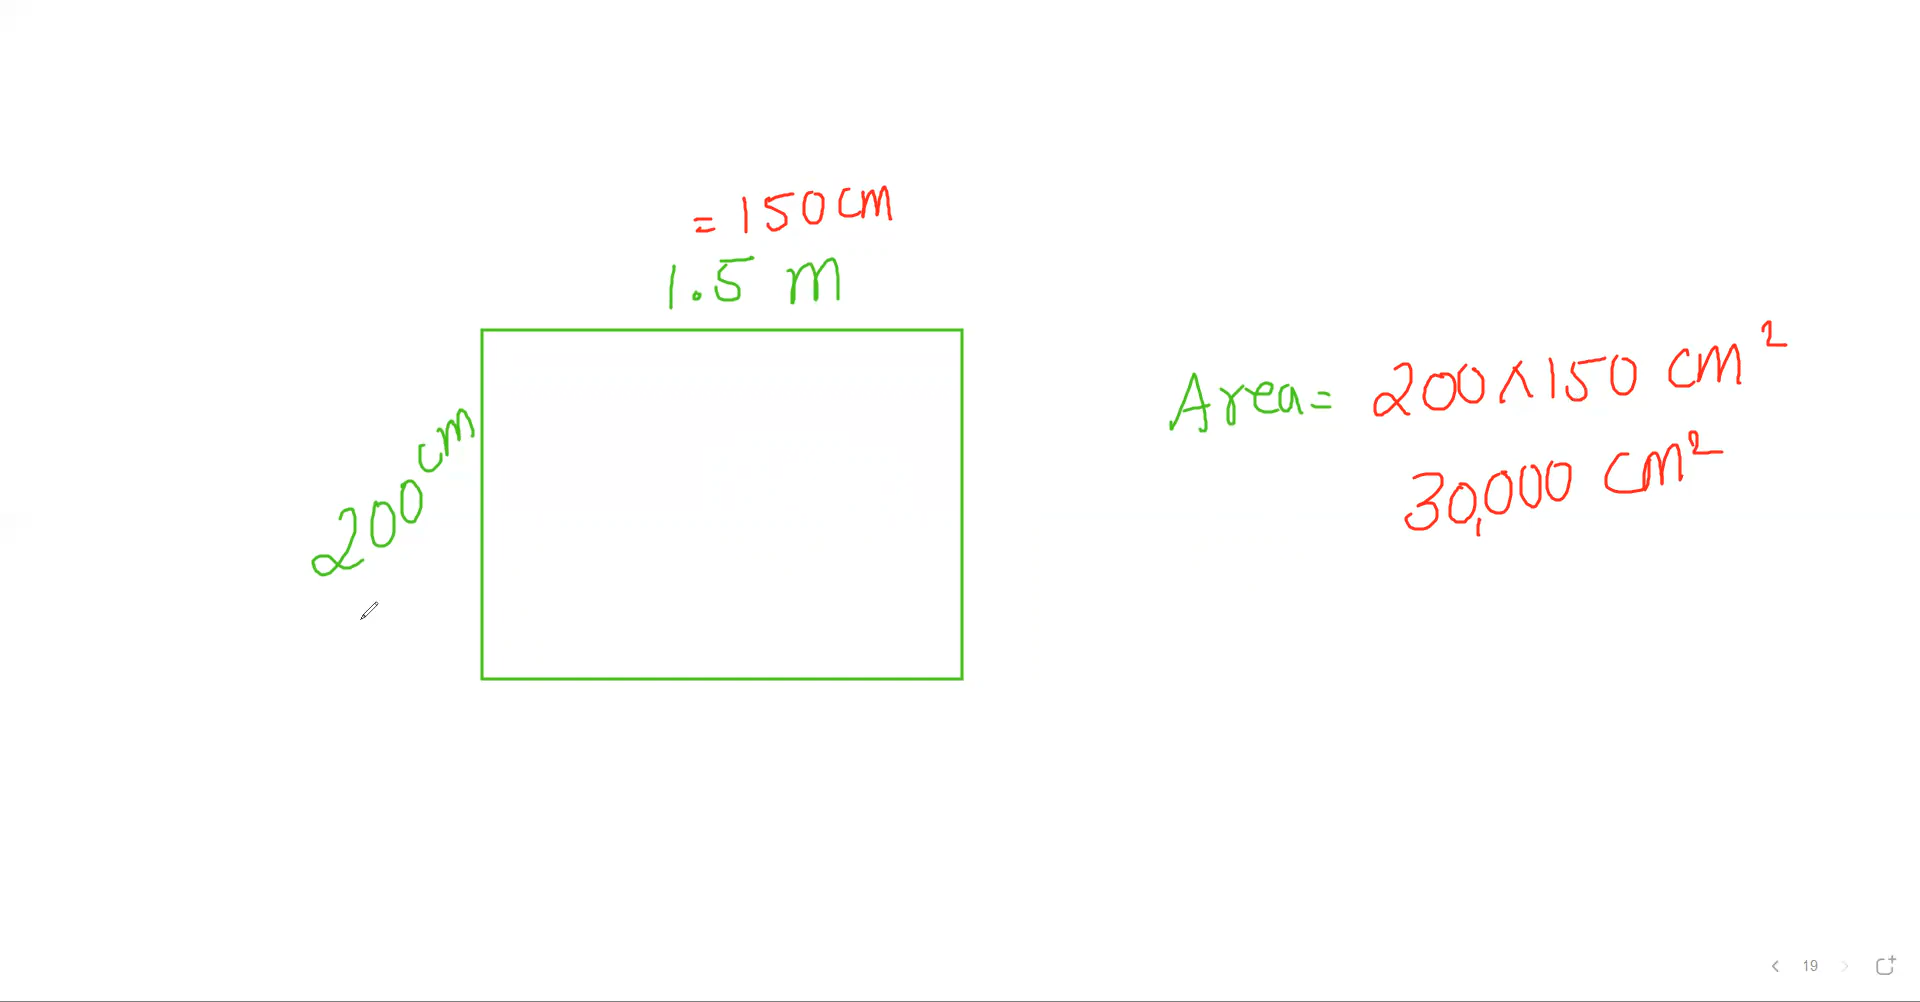 = 150 cm
1.5 m
200 cm
Area = 200 × 150 cm²
30,000 cm²
19